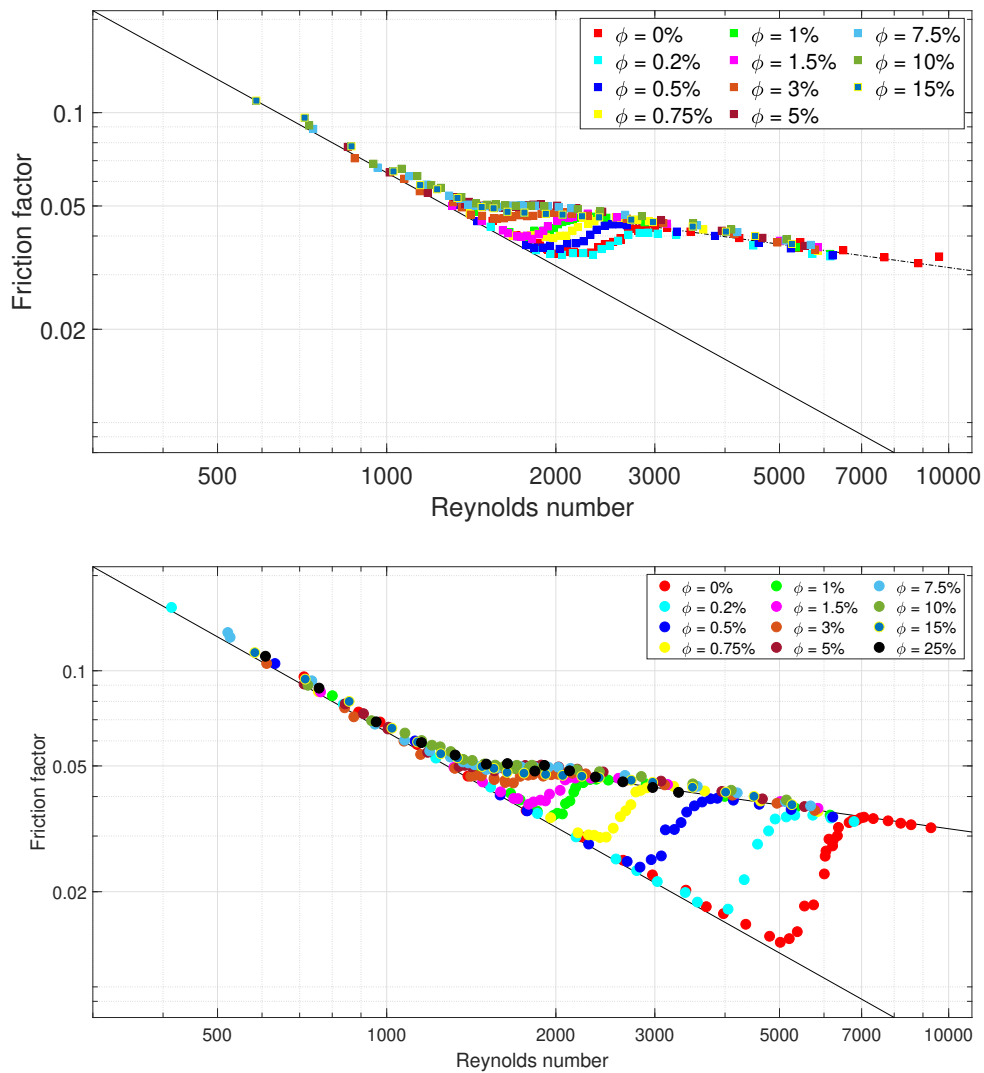 0.1
0.05
0.02
Friction factor
ϕ = 0% ϕ = 1% ϕ = 7.5%
ϕ = 0.2% ϕ = 1.5% ϕ = 10%
ϕ = 0.5% ϕ = 3% ϕ = 15%
ϕ = 0.75% ϕ = 5%
500 1000 2000 3000 5000 7000 10000
Reynolds number
0.1
0.05
0.02
Friction factor
ϕ = 0% ϕ = 1% ϕ = 7.5%
ϕ = 0.2% ϕ = 1.5% ϕ = 10%
ϕ = 0.5% ϕ = 3% ϕ = 15%
ϕ = 0.75% ϕ = 5% ϕ = 25%
500 1000 2000 3000 5000 7000 10000
Reynolds number